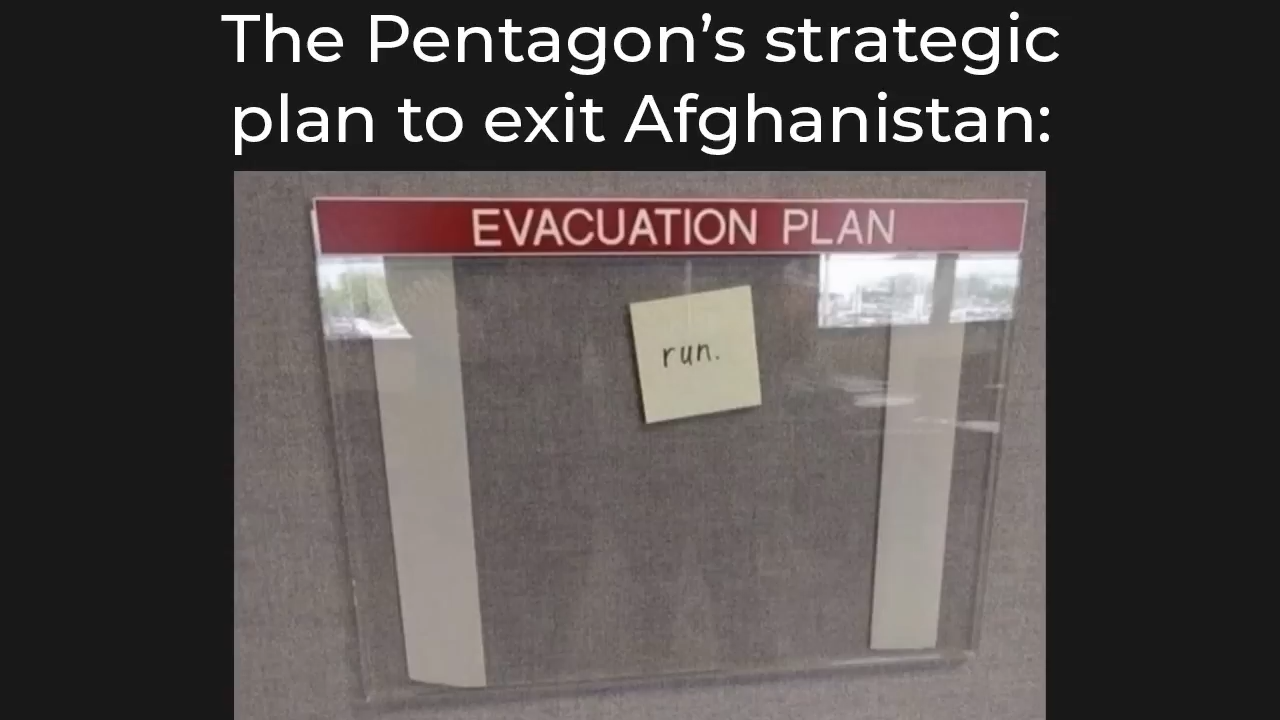 The Pentagon’s strategic
plan to exit Afghanistan:
EVACUATION PLAN
run.